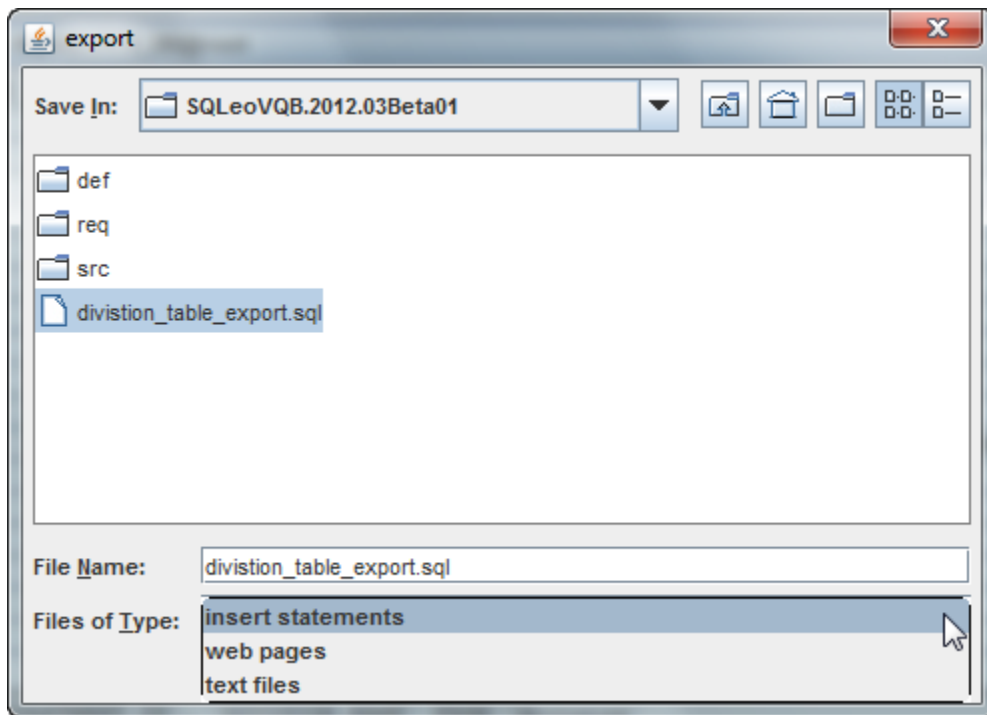 export
Save In: SQLeoVQB.2012.03Beta01
def
req
src
divistion_table_export.sql
File Name: divistion_table_export.sql
Files of Type: insert statements
web pages
text files